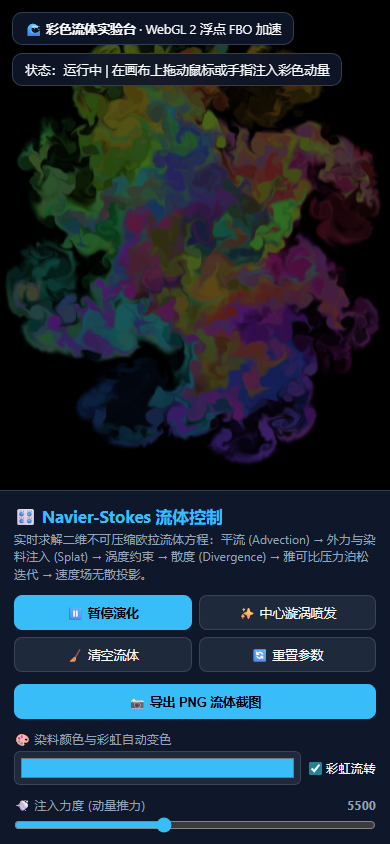 🌊 彩色流体实验台 · WebGL 2 浮点 FBO 加速
状态：运行中 | 在画布上拖动鼠标或手指注入彩色动量
🎛️ Navier-Stokes 流体控制
实时求解二维不可压缩欧拉流体方程：平流 (Advection) → 外力与染
料注入 (Splat) → 涡度约束 → 散度 (Divergence) → 雅可比压力泊松
迭代 → 速度场无散投影。
⏸️ 暂停演化
✨ 中心漩涡喷发
🧹 清空流体
🔄 重置参数
📷 导出 PNG 流体截图
🎨 染料颜色与彩虹自动变色
彩虹流转
🚀 注入力度 (动量推力) 5500